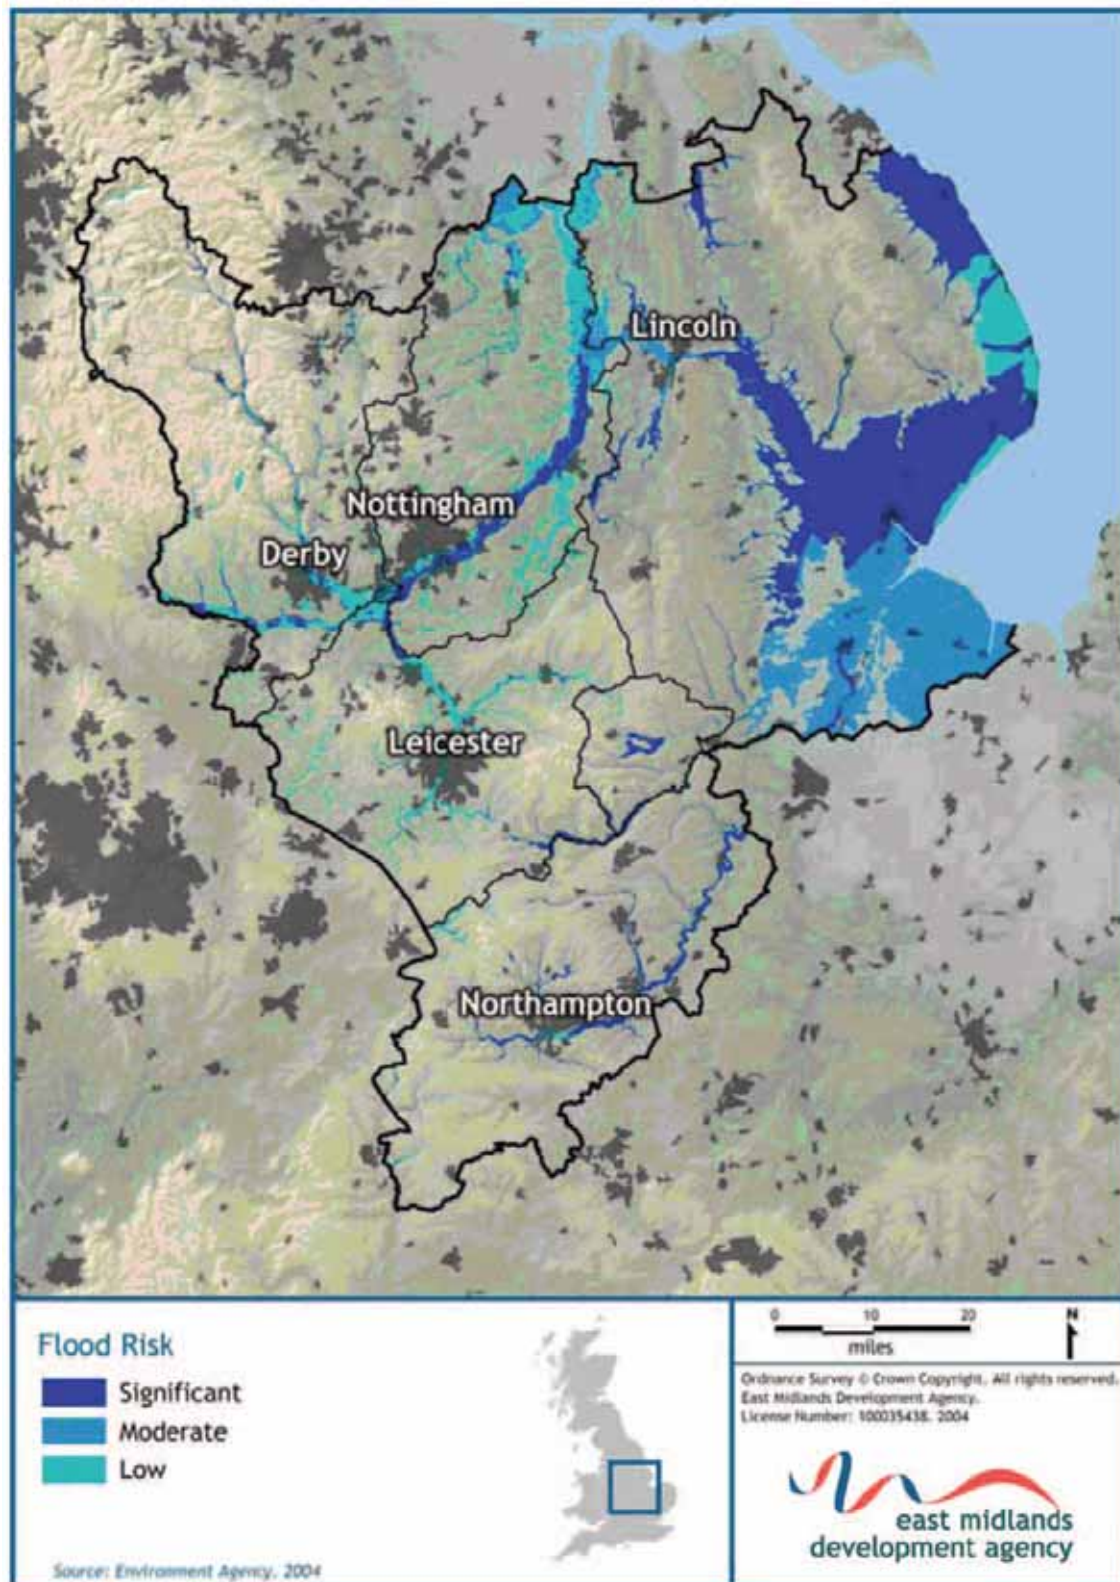 Lincoln
Nottingham
Derby
Leicester
Northampton
Flood Risk
Significant
Moderate
Low
Source: Environment Agency, 2004
0 10 20
miles
N
Ordnance Survey © Crown Copyright. All rights reserved.
East Midlands Development Agency.
License Number: 100035438. 2004
east midlands
development agency